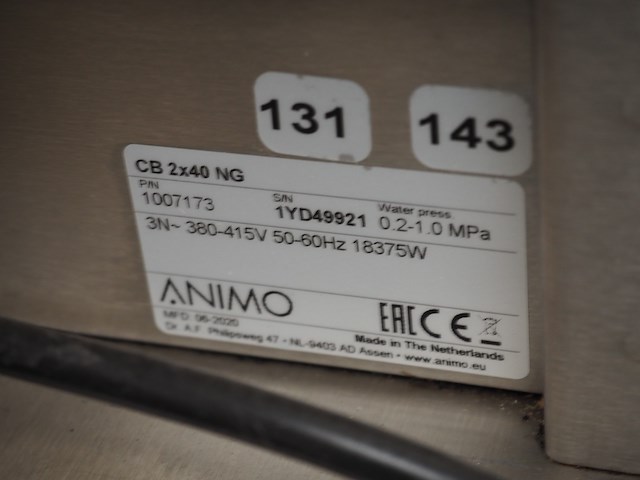 131 143
CB 2x40 NG
P/N S/N Water press
1007173 1YD49921 0.2-1.0 MPa
3N~ 380-415V 50-60Hz 18375W
ANIMO
EAC CE
MFD 06-2020 Made in The Netherlands
Dr. A.F. Philipsweg 47 - NL-9403 AD Assen - www.animo.eu